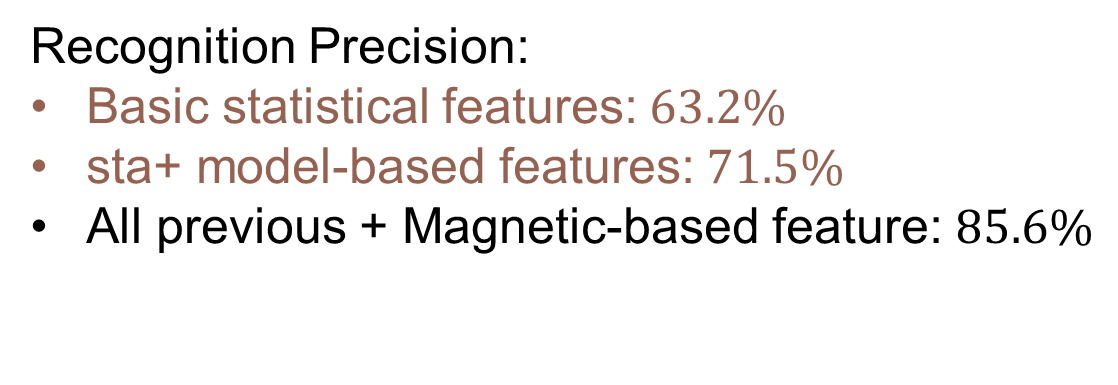 Recognition Precision:
• Basic statistical features: 63.2%
• sta+ model-based features: 71.5%
• All previous + Magnetic-based feature: 85.6%